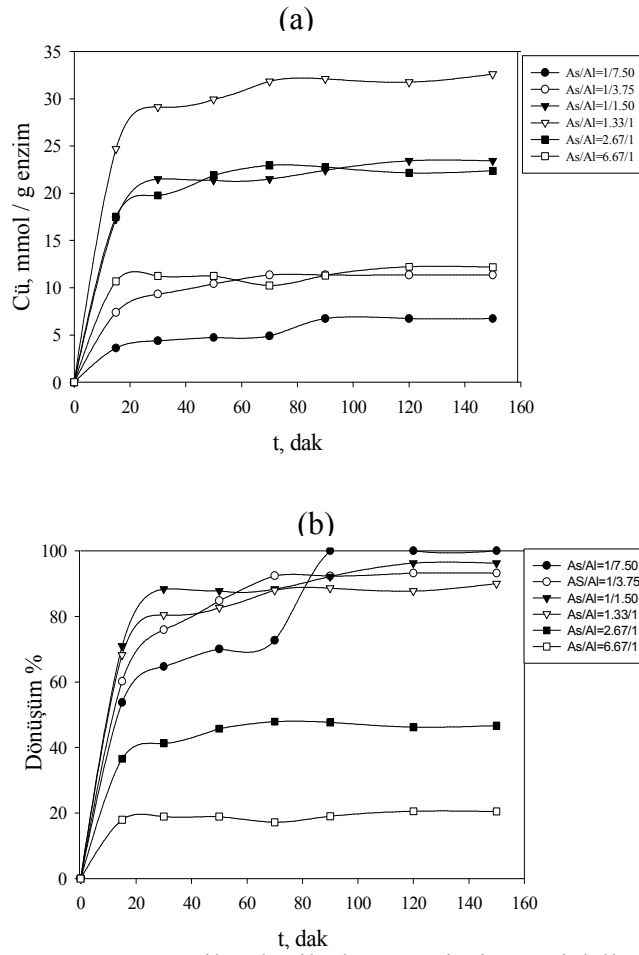 (a)
35
30
25
20
15
10
5
0
Cü, mmol / g enzim
0 20 40 60 80 100 120 140 160
t, dak
As/Al=1/7.50
As/Al=1/3.75
As/Al=1/1.50
As/Al=1.33/1
As/Al=2.67/1
As/Al=6.67/1
(b)
100
80
60
40
20
0
Dönüşüm %
0 20 40 60 80 100 120 140 160
t, dak
As/Al=1/7.50
AS/Al=1/3.75
As/Al=1/1.50
As/Al=1.33/1
As/Al=2.67/1
As/Al=6.67/1